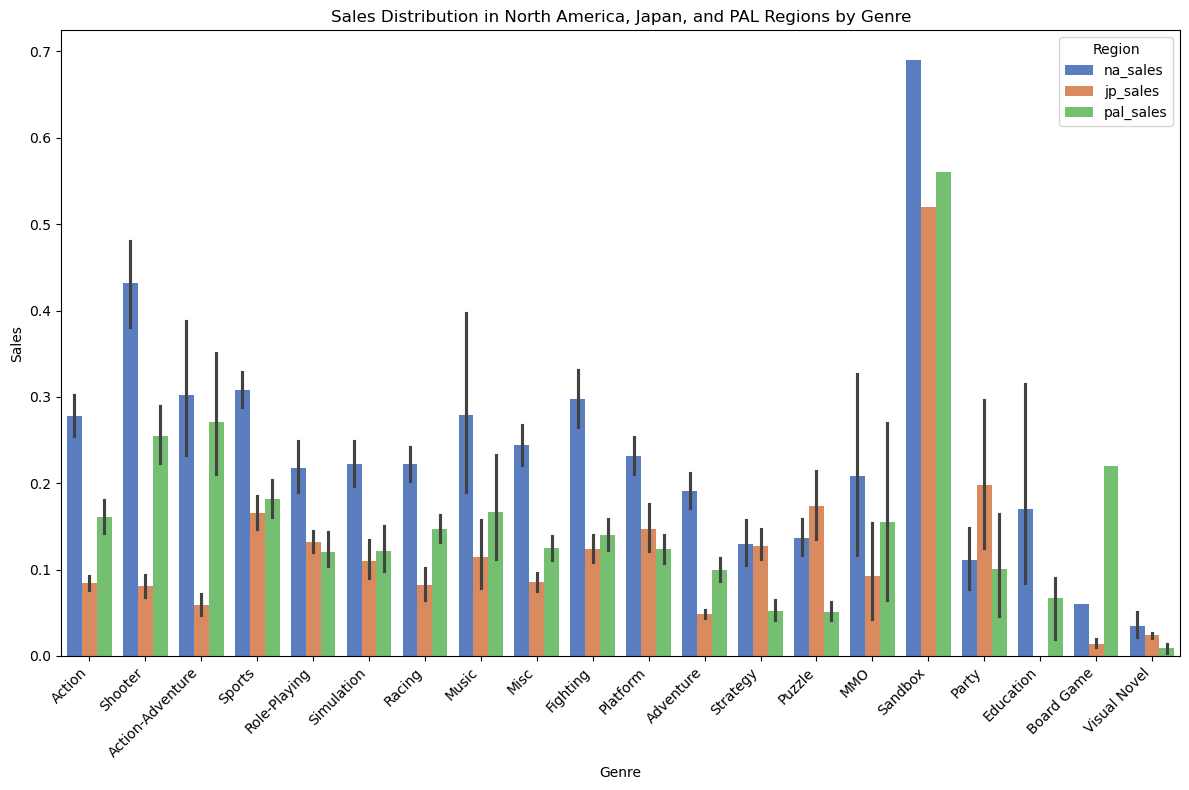 Sales Distribution in North America, Japan, and PAL Regions by Genre
Region
na_sales
jp_sales
pal_sales
Sales
0.7
0.6
0.5
0.4
0.3
0.2
0.1
0.0
Action
Shooter
Action-Adventure
Sports
Role-Playing
Simulation
Racing
Music
Misc
Fighting
Platform
Adventure
Strategy
Puzzle
MMO
Sandbox
Party
Education
Board Game
Visual Novel
Genre